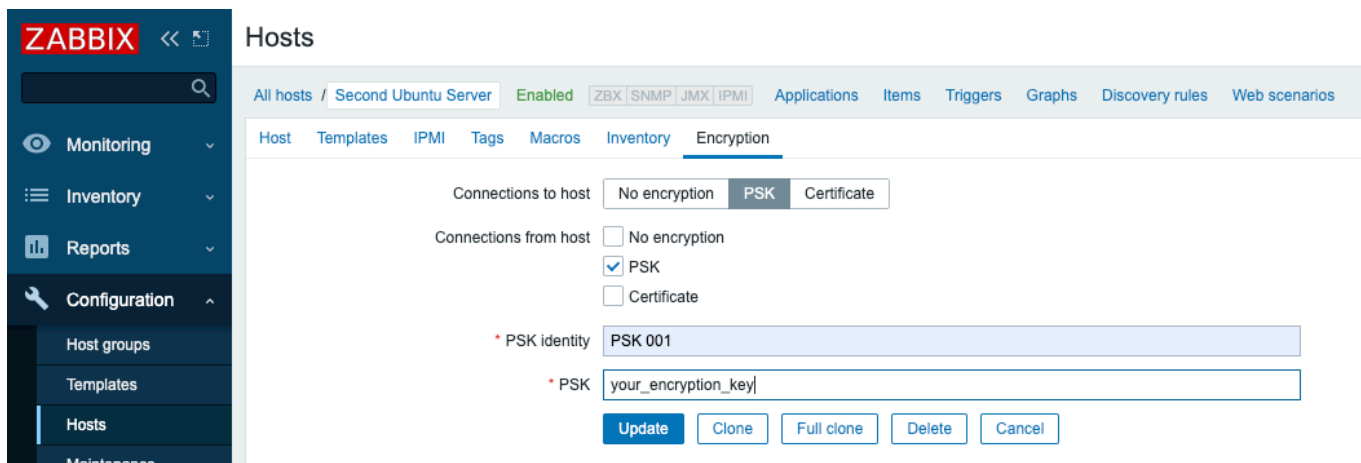 ZABBIX
Hosts
All hosts / Second Ubuntu Server Enabled ZBX SNMP JMX IPMI Applications Items Triggers Graphs Discovery rules Web scenarios
Host Templates IPMI Tags Macros Inventory Encryption
Monitoring
Inventory
Reports
Configuration
Host groups
Templates
Hosts
Maintenance
Connections to host No encryption PSK Certificate
Connections from host No encryption
PSK
Certificate
* PSK identity PSK 001
* PSK your_encryption_key
Update Clone Full clone Delete Cancel